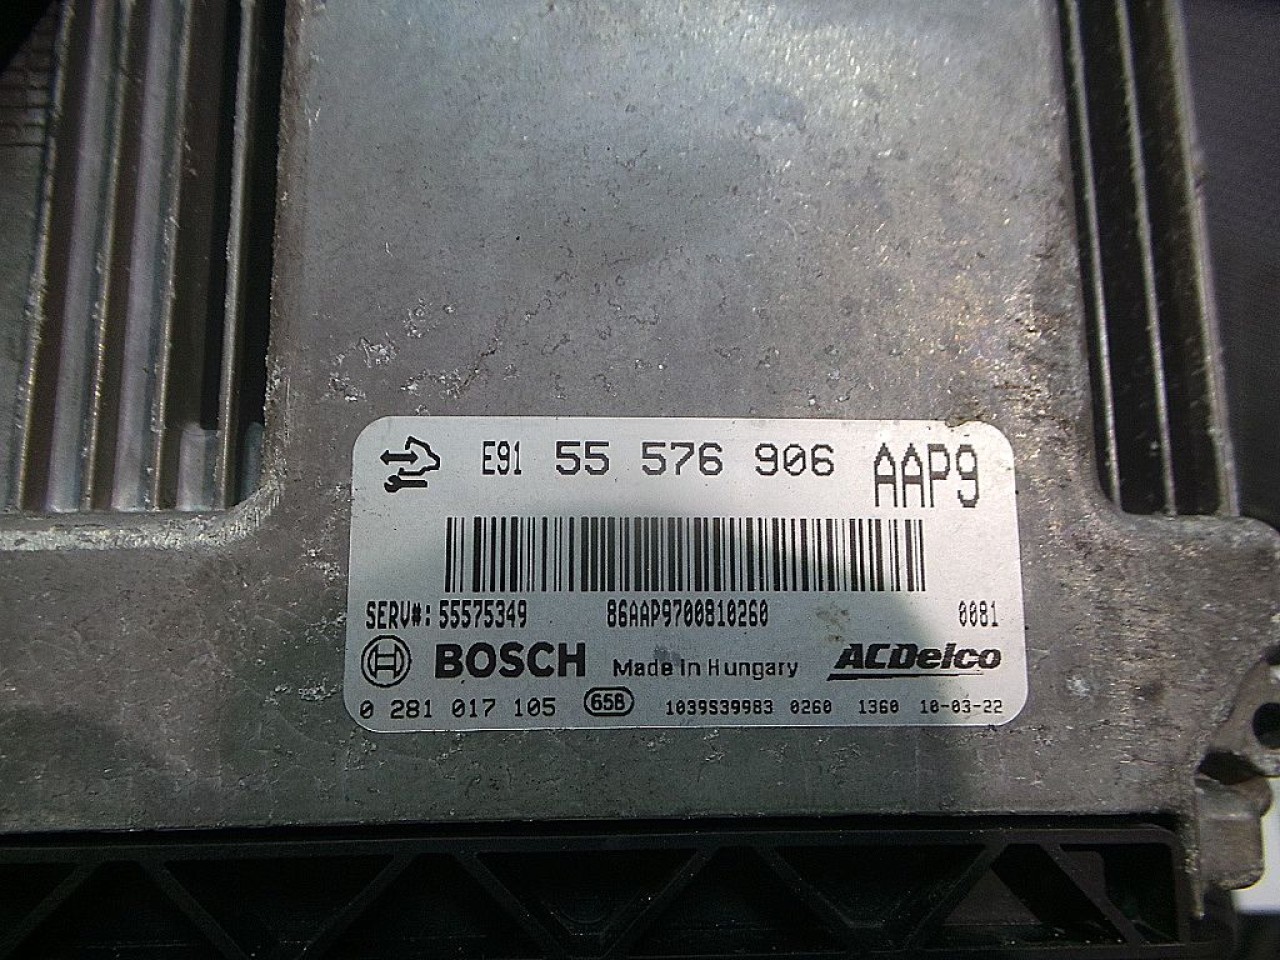 E91 55 576 906 AAP9
SERV#: 55575349 86AAP9700810260 0081
BOSCH Made in Hungary ACDelco
0 281 017 105 65B 1039S39983 0260 1360 10-03-22